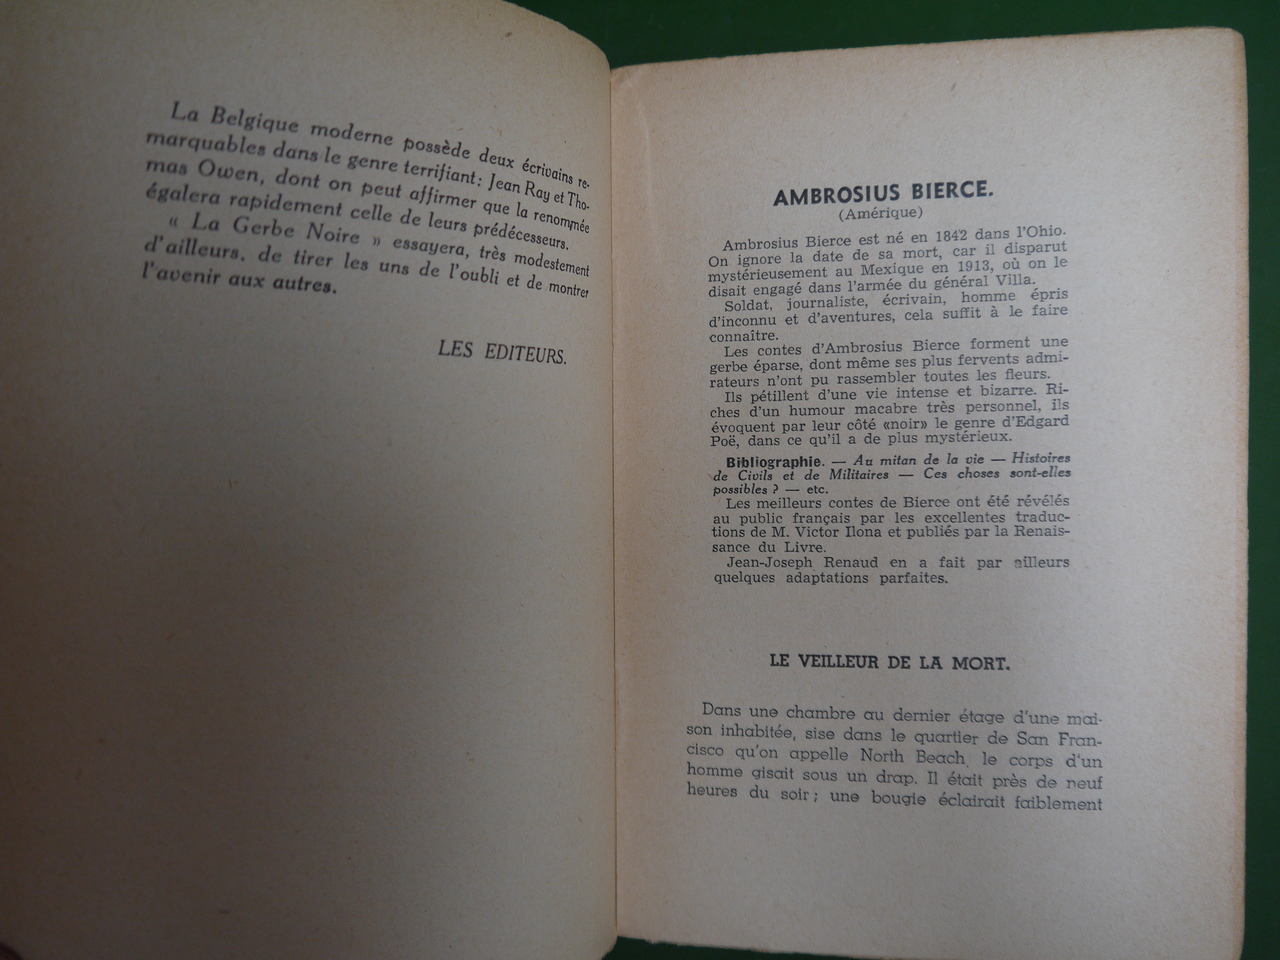 La Belgique moderne possède deux écrivains re-
marquables dans le genre terrifiant : Jean Ray et Tho-
mas Owen, dont on peut affirmer que la renommée
égalera rapidement celle de leurs prédécesseurs.
« La Gerbe Noire » essayera, très modestement
d'ailleurs, de tirer les uns de l'oubli et de montrer
l'avenir aux autres.
LES EDITEURS.
AMBROSIUS BIERCE.
(Amérique)
Ambrosius Bierce est né en 1842 dans l'Ohio.
On ignore la date de sa mort, car il disparut
mystérieusement au Mexique en 1913, où on le
disait engagé dans l'armée du général Villa.
Soldat, journaliste, écrivain, homme épris
d'inconnu et d'aventures, cela suffit à le faire
connaître.
Les contes d'Ambrosius Bierce forment une
gerbe éparse, dont même ses plus fervents admi-
rateurs n'ont pu rassembler toutes les fleurs.
Ils pétillent d'une vie intense et bizarre. Ri-
ches d'un humour macabre très personnel, ils
évoquent par leur côté «noir» le genre d'Edgard
Poë, dans ce qu'il a de plus mystérieux.
Bibliographie. — Au mitan de la vie — Histoires
de Civils et de Militaires — Ces choses sont-elles
possibles ? — etc.
Les meilleurs contes de Bierce ont été révélés
au public français par les excellentes traduc-
tions de M. Victor Ilona et publiés par la Renais-
sance du Livre.
Jean-Joseph Renaud en a fait par ailleurs
quelques adaptations parfaites.
LE VEILLEUR DE LA MORT.
Dans une chambre au dernier étage d'une mai-
son inhabitée, sise dans le quartier de San Fran-
cisco qu'on appelle North Beach, le corps d'un
homme gisait sous un drap. Il était près de neuf
heures du soir ; une bougie éclairait faiblement